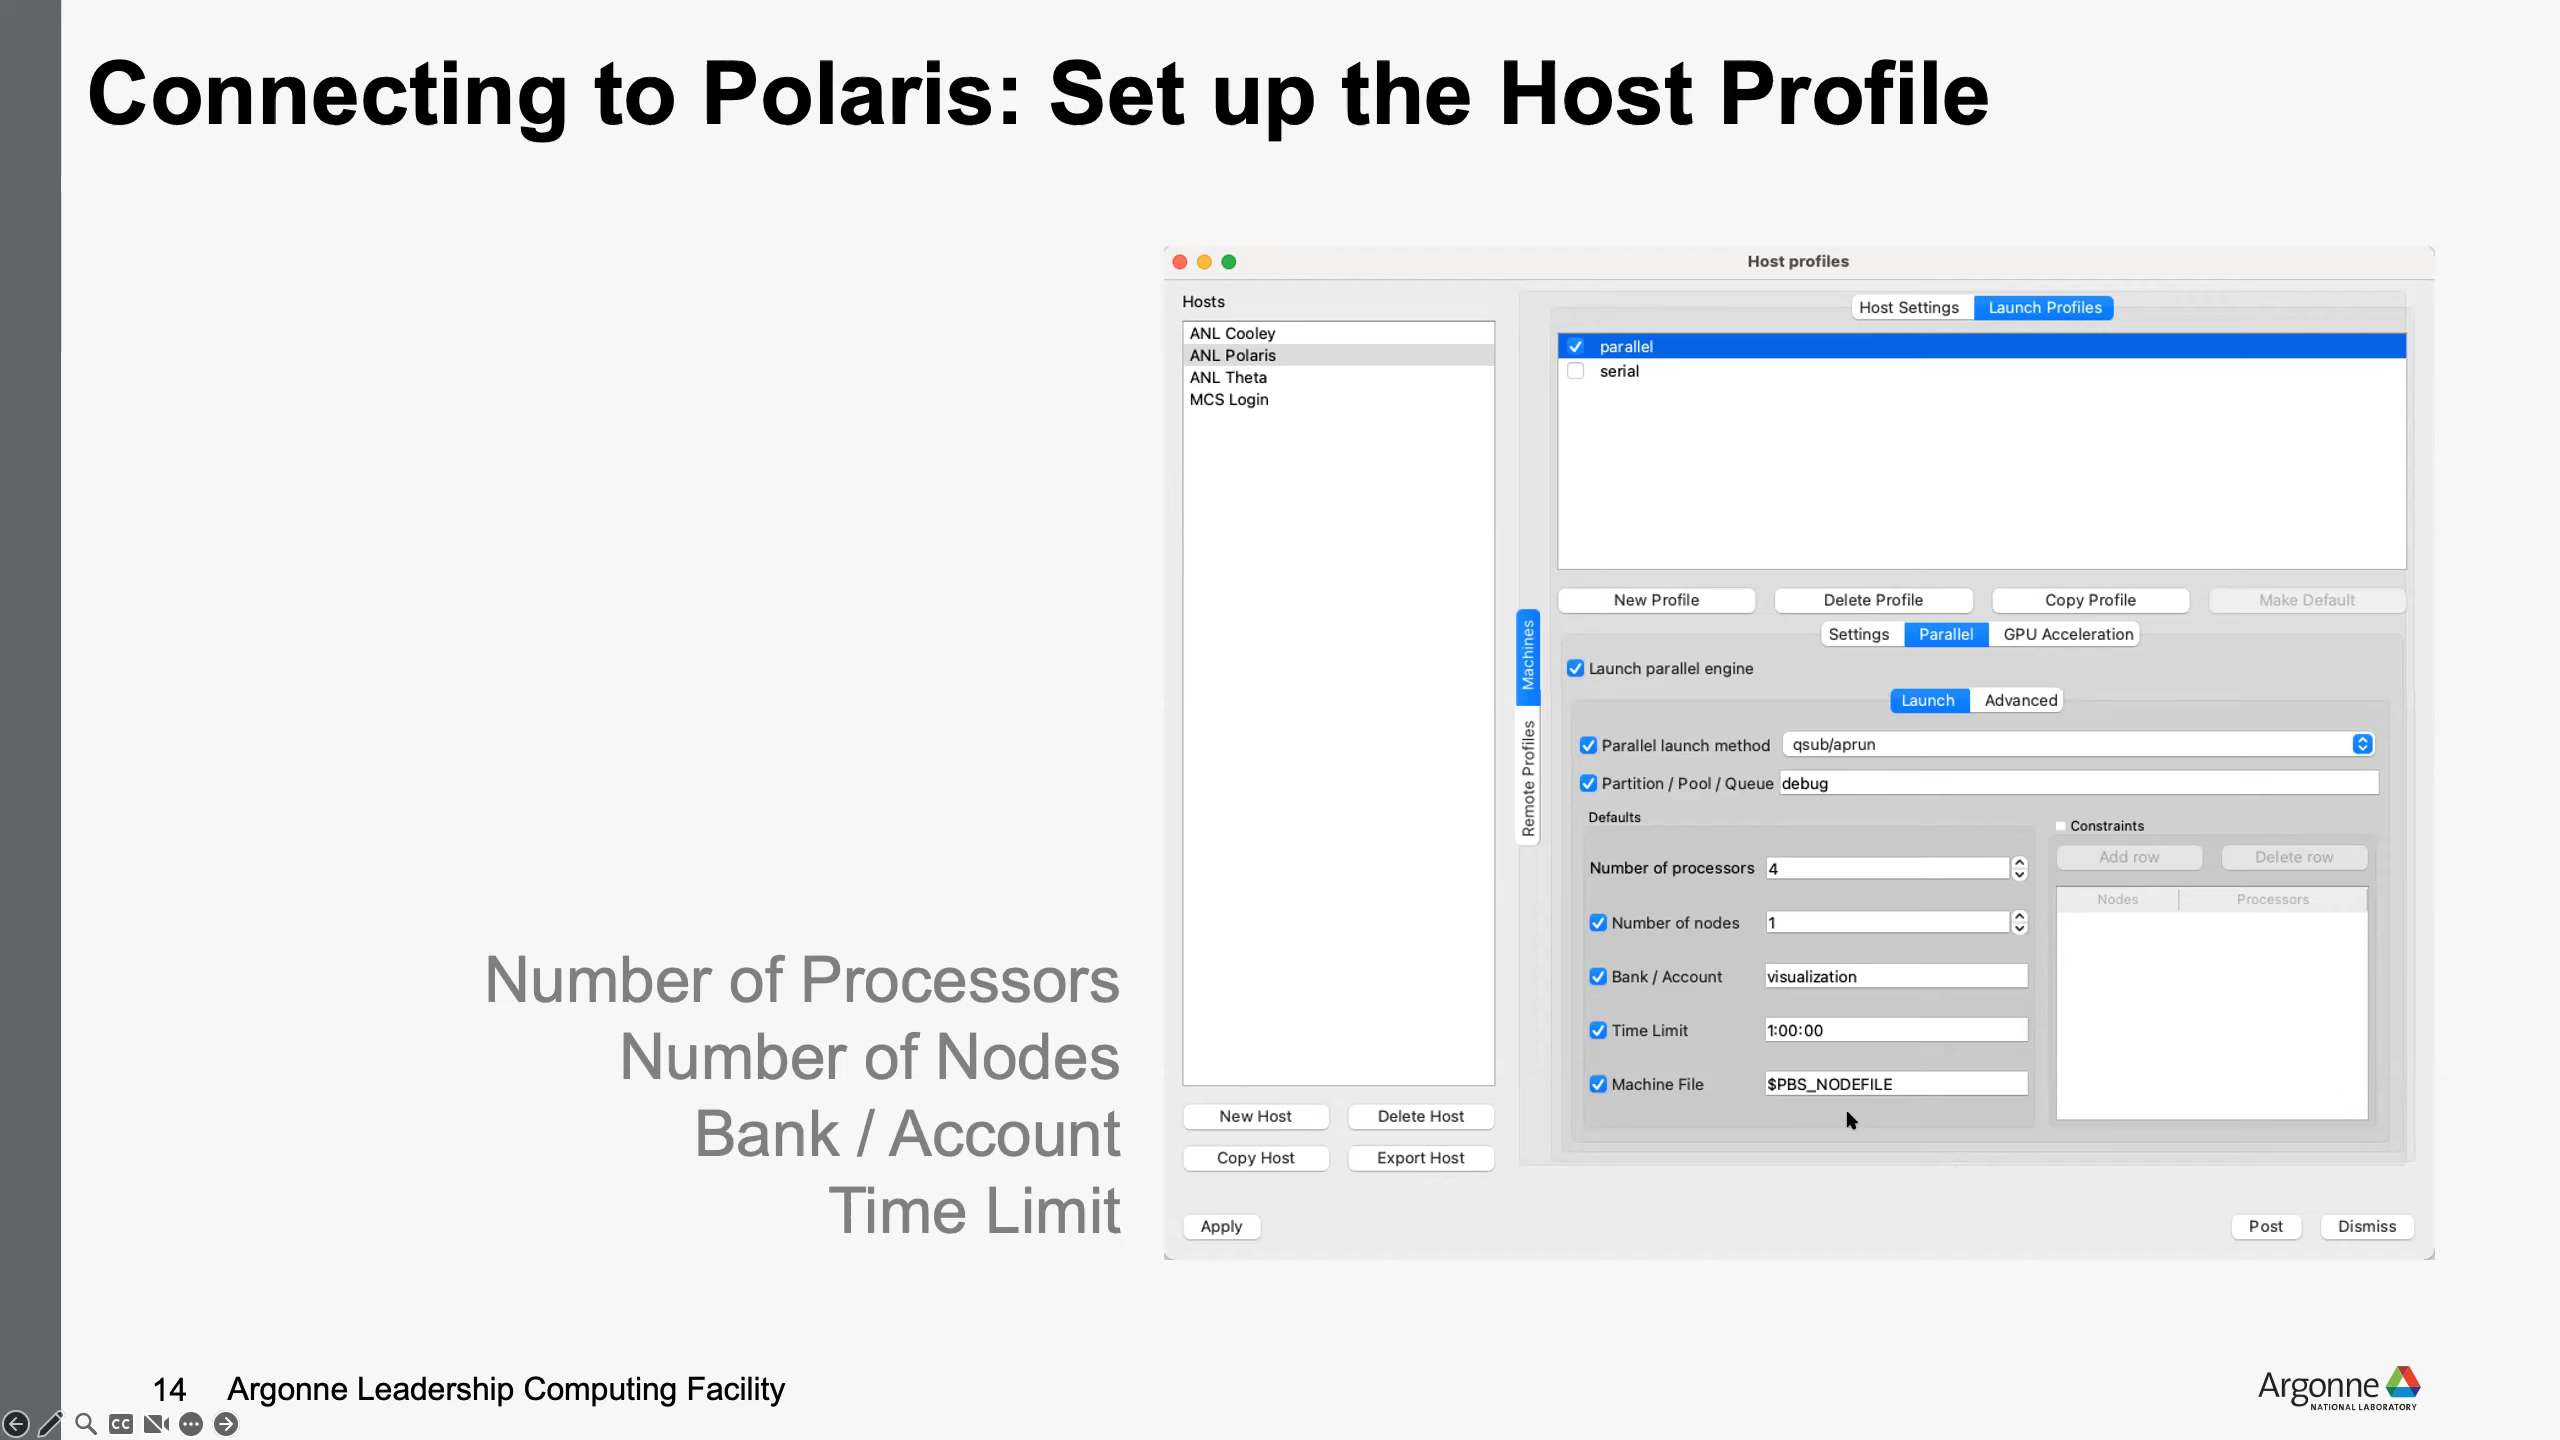 Connecting to Polaris: Set up the Host Profile
Host profiles
Hosts
ANL Cooley
ANL Polaris
ANL Theta
MCS Login
New Host
Delete Host
Copy Host
Export Host
Apply
Machines
Remote Profiles
Host Settings
Launch Profiles
parallel
serial
New Profile
Delete Profile
Copy Profile
Make Default
Settings
Parallel
GPU Acceleration
Launch parallel engine
Launch
Advanced
Parallel launch method
qsub/aprun
Partition / Pool / Queue
debug
Defaults
Number of processors
4
Number of nodes
1
Bank / Account
visualization
Time Limit
1:00:00
Machine File
$PBS_NODEFILE
Constraints
Add row
Delete row
Nodes
Processors
Post
Dismiss
Number of Processors
Number of Nodes
Bank / Account
Time Limit
14 Argonne Leadership Computing Facility
CC
Argonne
NATIONAL LABORATORY